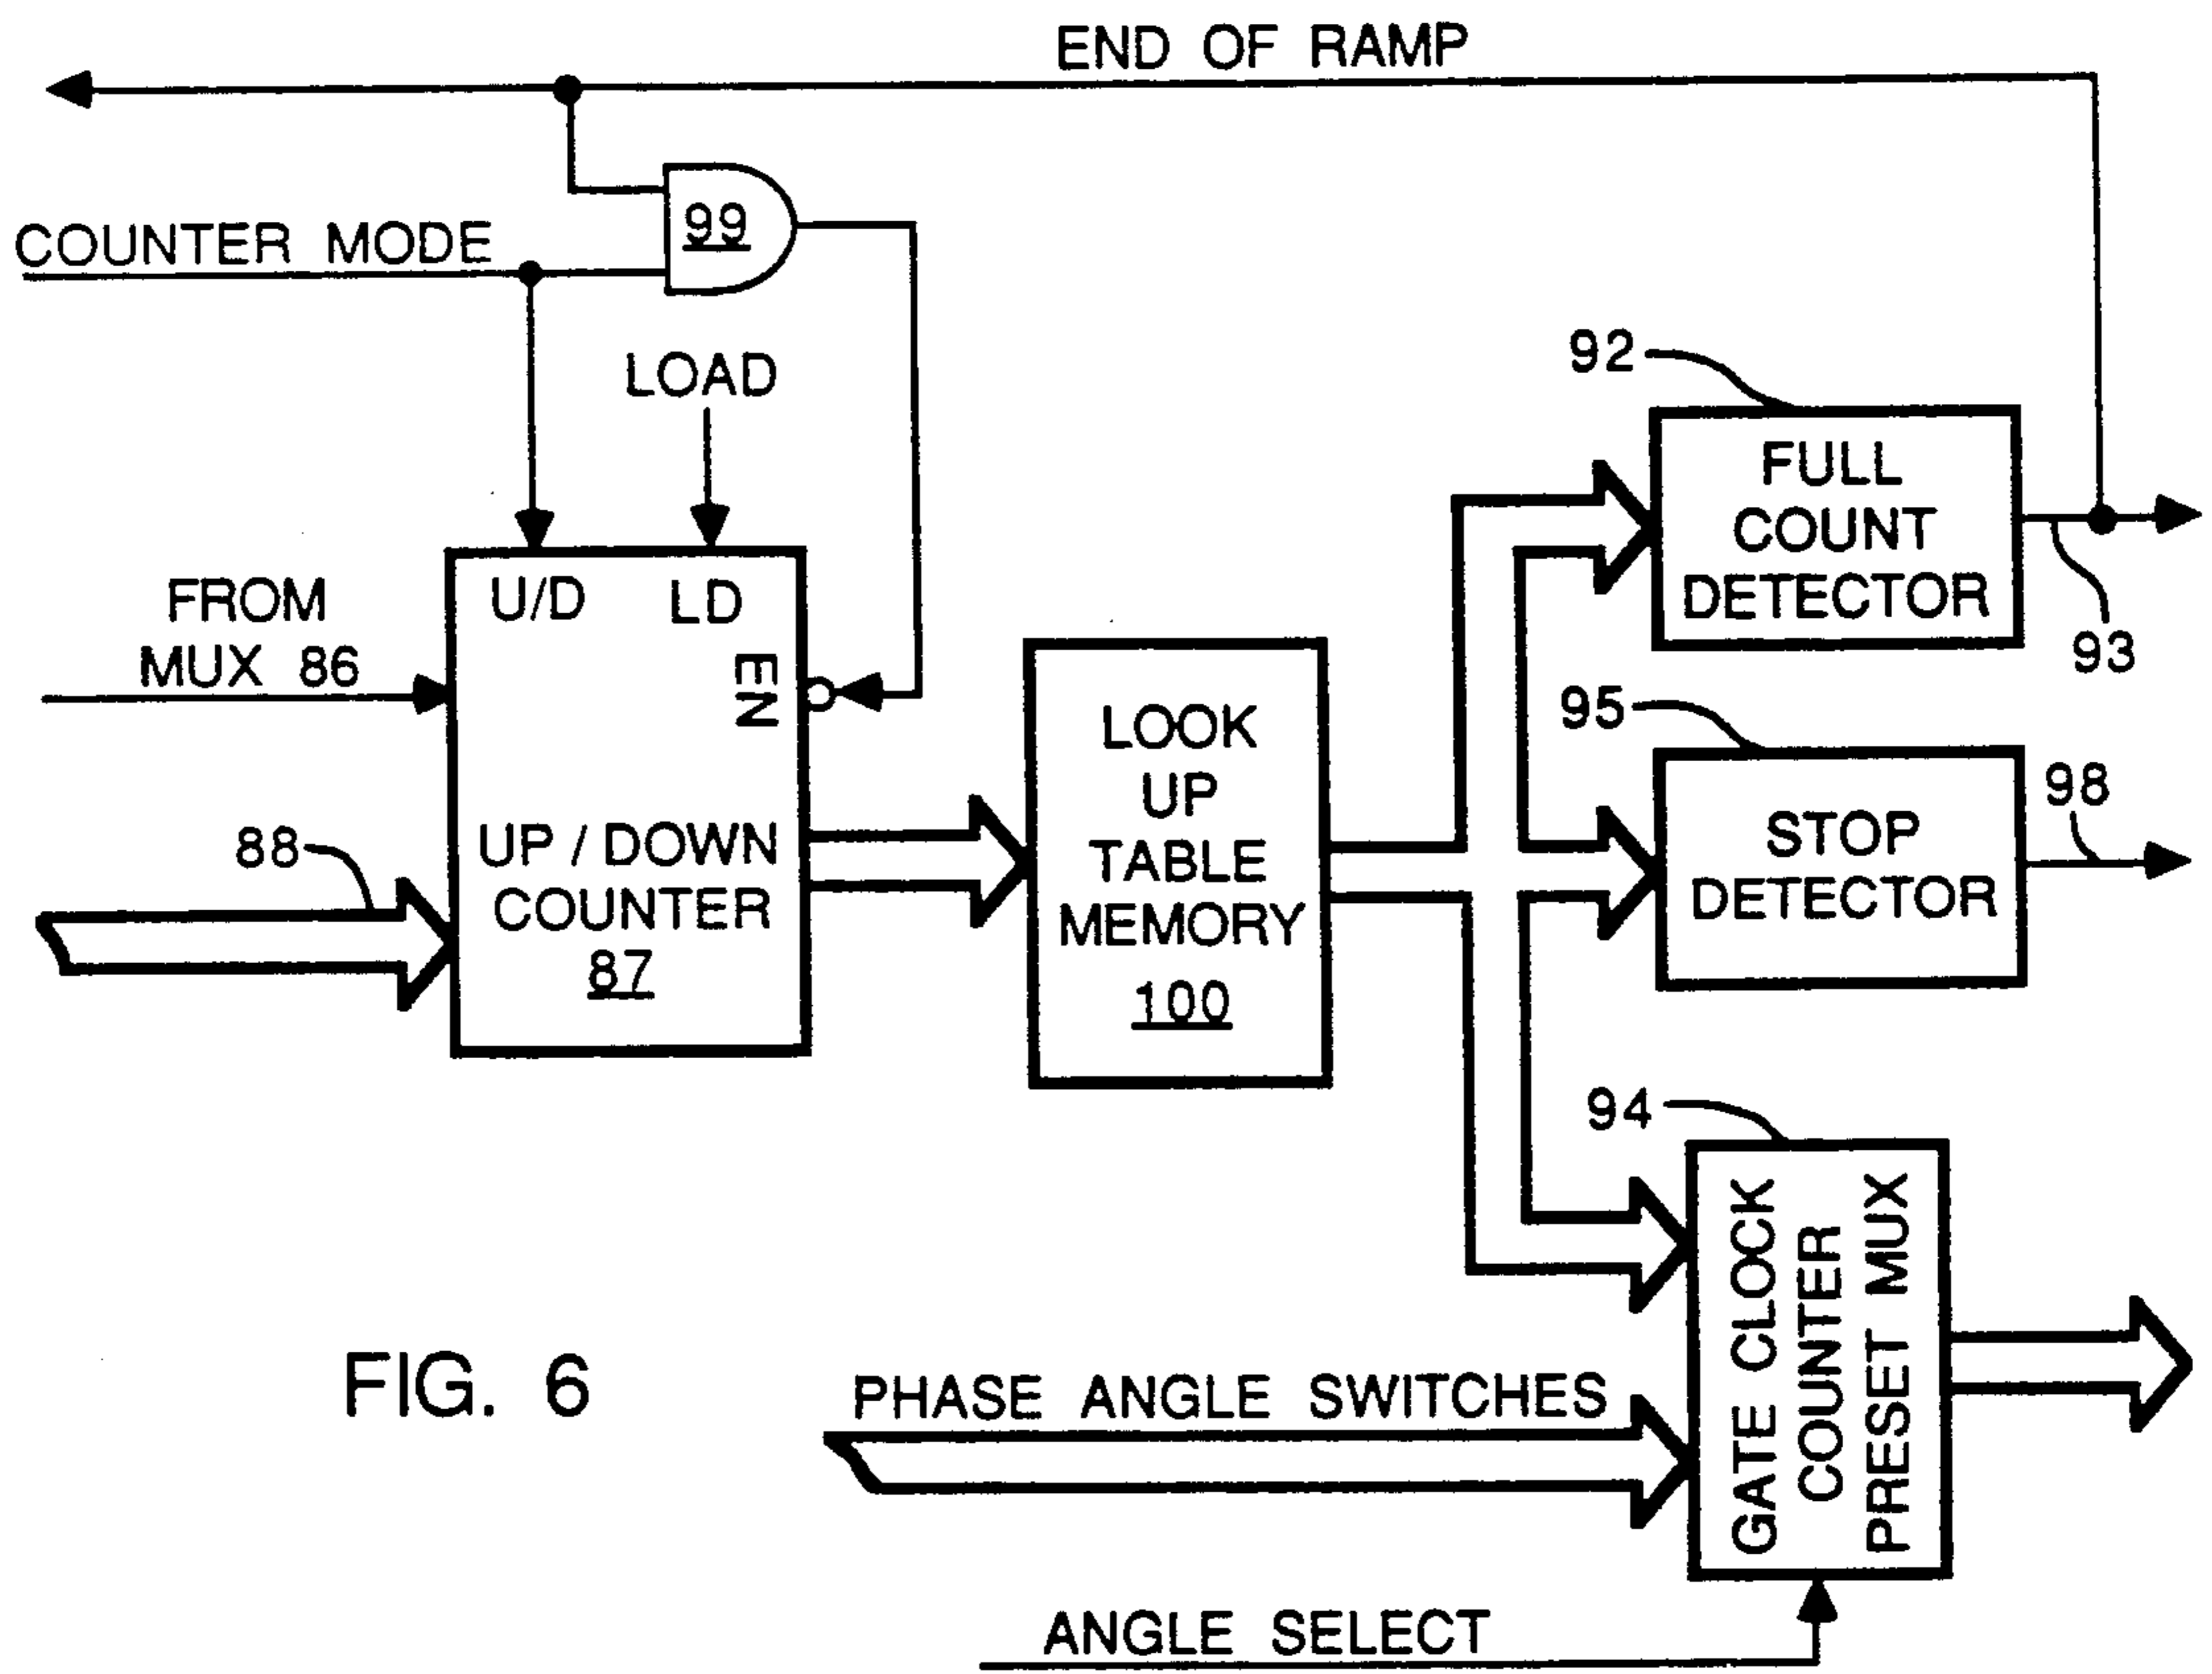 END OF RAMP
99
COUNTER MODE
LOAD
92
FULL
COUNT
DETECTOR
93
FROM
MUX 86
U/D
LD
EN
UP / DOWN
COUNTER
87
88
LOOK
UP
TABLE
MEMORY
100
95
STOP
DETECTOR
98
94
GATE CLOCK
COUNTER
PRESET MUX
PHASE ANGLE SWITCHES
ANGLE SELECT
FIG. 6